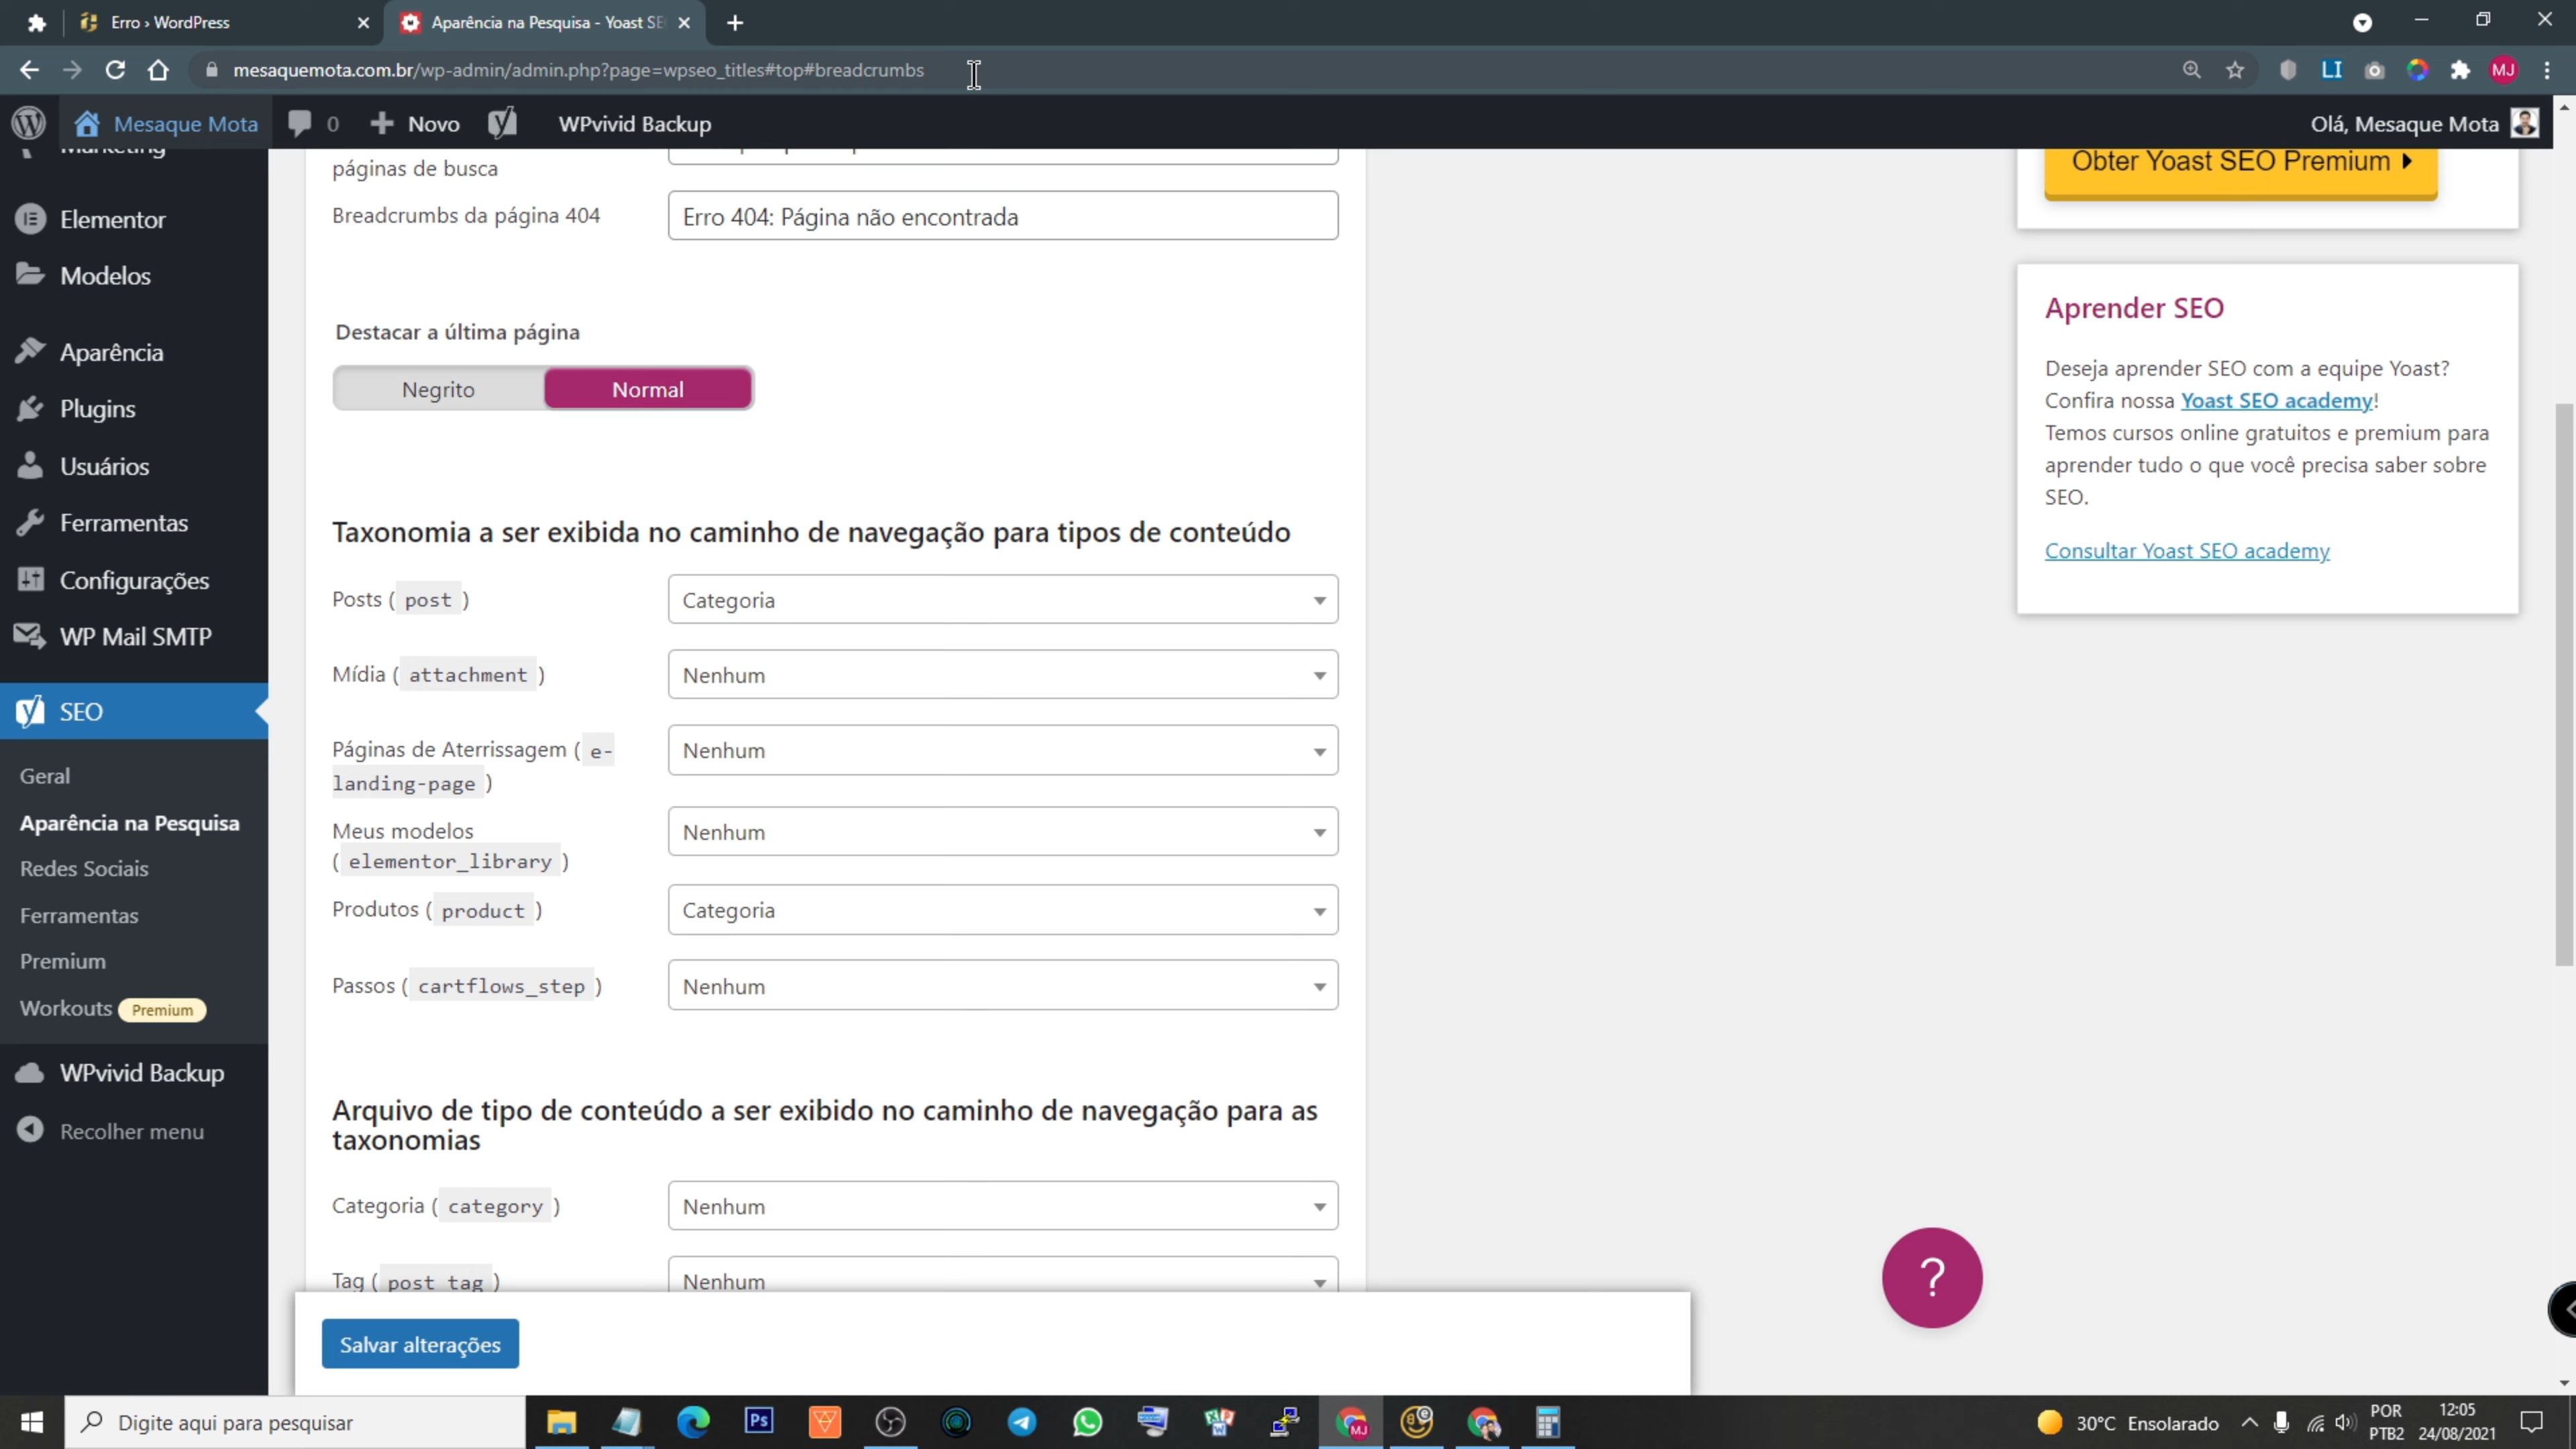 Erro › WordPress
Aparência na Pesquisa - Yoast SE
mesaquemota.com.br/wp-admin/admin.php?page=wpseo_titles#top#breadcrumbs
LI
MJ
Mesaque Mota
0
Novo
WPvivid Backup
Olá, Mesaque Mota
Marketing
Elementor
Modelos
Aparência
Plugins
Usuários
Ferramentas
Configurações
WP Mail SMTP
SEO
Geral
Aparência na Pesquisa
Redes Sociais
Ferramentas
Premium
Workouts Premium
WPvivid Backup
Recolher menu
páginas de busca
Breadcrumbs da página 404
Erro 404: Página não encontrada
Destacar a última página
Negrito
Normal
Taxonomia a ser exibida no caminho de navegação para tipos de conteúdo
Posts ( post )
Categoria
Mídia ( attachment )
Nenhum
Páginas de Aterrissagem ( e-
landing-page )
Nenhum
Meus modelos
( elementor_library )
Nenhum
Produtos ( product )
Categoria
Passos ( cartflows_step )
Nenhum
Arquivo de tipo de conteúdo a ser exibido no caminho de navegação para as
taxonomias
Categoria ( category )
Nenhum
Tag ( post_tag )
Nenhum
Salvar alterações
Obter Yoast SEO Premium
Aprender SEO
Deseja aprender SEO com a equipe Yoast?
Confira nossa Yoast SEO academy!
Temos cursos online gratuitos e premium para
aprender tudo o que você precisa saber sobre
SEO.
Consultar Yoast SEO academy
?
Digite aqui para pesquisar
Ps
MJ
30°C Ensolarado
POR
PTB2
12:05
24/08/2021